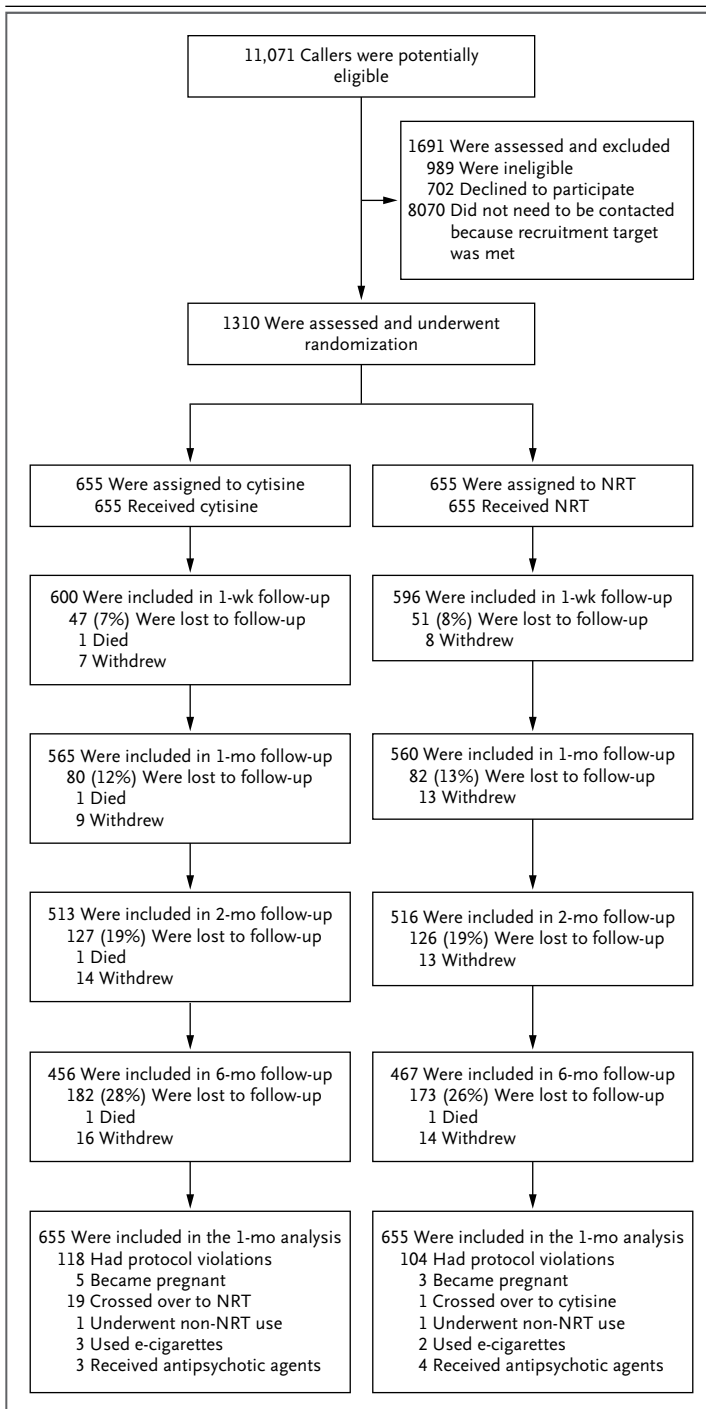 11,071 Callers were potentially
eligible
1691 Were assessed and excluded
989 Were ineligible
702 Declined to participate
8070 Did not need to be contacted
because recruitment target
was met
1310 Were assessed and underwent
randomization
655 Were assigned to cytisine
655 Received cytisine
655 Were assigned to NRT
655 Received NRT
600 Were included in 1-wk follow-up
47 (7%) Were lost to follow-up
1 Died
7 Withdrew
596 Were included in 1-wk follow-up
51 (8%) Were lost to follow-up
8 Withdrew
565 Were included in 1-mo follow-up
80 (12%) Were lost to follow-up
1 Died
9 Withdrew
560 Were included in 1-mo follow-up
82 (13%) Were lost to follow-up
13 Withdrew
513 Were included in 2-mo follow-up
127 (19%) Were lost to follow-up
1 Died
14 Withdrew
516 Were included in 2-mo follow-up
126 (19%) Were lost to follow-up
13 Withdrew
456 Were included in 6-mo follow-up
182 (28%) Were lost to follow-up
1 Died
16 Withdrew
467 Were included in 6-mo follow-up
173 (26%) Were lost to follow-up
1 Died
14 Withdrew
655 Were included in the 1-mo analysis
118 Had protocol violations
5 Became pregnant
19 Crossed over to NRT
1 Underwent non-NRT use
3 Used e-cigarettes
3 Received antipsychotic agents
655 Were included in the 1-mo analysis
104 Had protocol violations
3 Became pregnant
1 Crossed over to cytisine
1 Underwent non-NRT use
2 Used e-cigarettes
4 Received antipsychotic agents